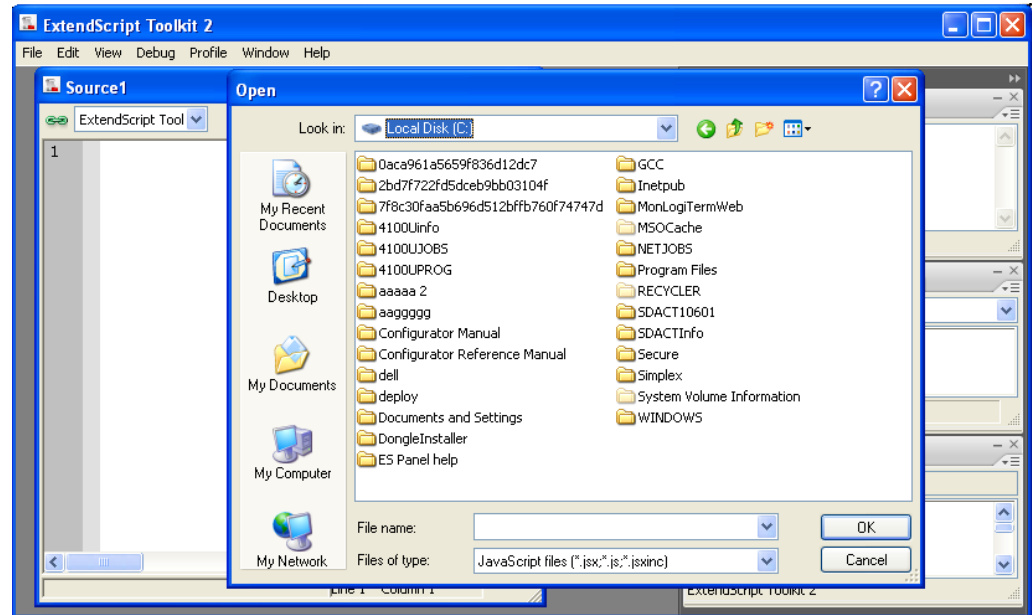 ExtendScript Toolkit 2
File Edit View Debug Profile Window Help
Source1
ExtendScript Tool
1
Open
Look in:
Local Disk (C:)
My Recent
Documents
Desktop
My Documents
My Computer
My Network
0aca961a5659f836d12dc7
2bd7f722fd5dceb9bb03104f
7f8c30faa5b696d512bffb760f74747d
4100Uinfo
4100UJOBS
4100UPROG
aaaaa 2
aaggggg
Configurator Manual
Configurator Reference Manual
dell
deploy
Documents and Settings
DongleInstaller
ES Panel help
GCC
Inetpub
MonLogiTermWeb
MSOCache
NETJOBS
Program Files
RECYCLER
SDACT10601
SDACTInfo
Secure
Simplex
System Volume Information
WINDOWS
File name:
OK
Files of type:
JavaScript files (*.jsx;*.js;*.jsxinc)
Cancel
Line 1 Column 1
ExtendScript Toolkit 2